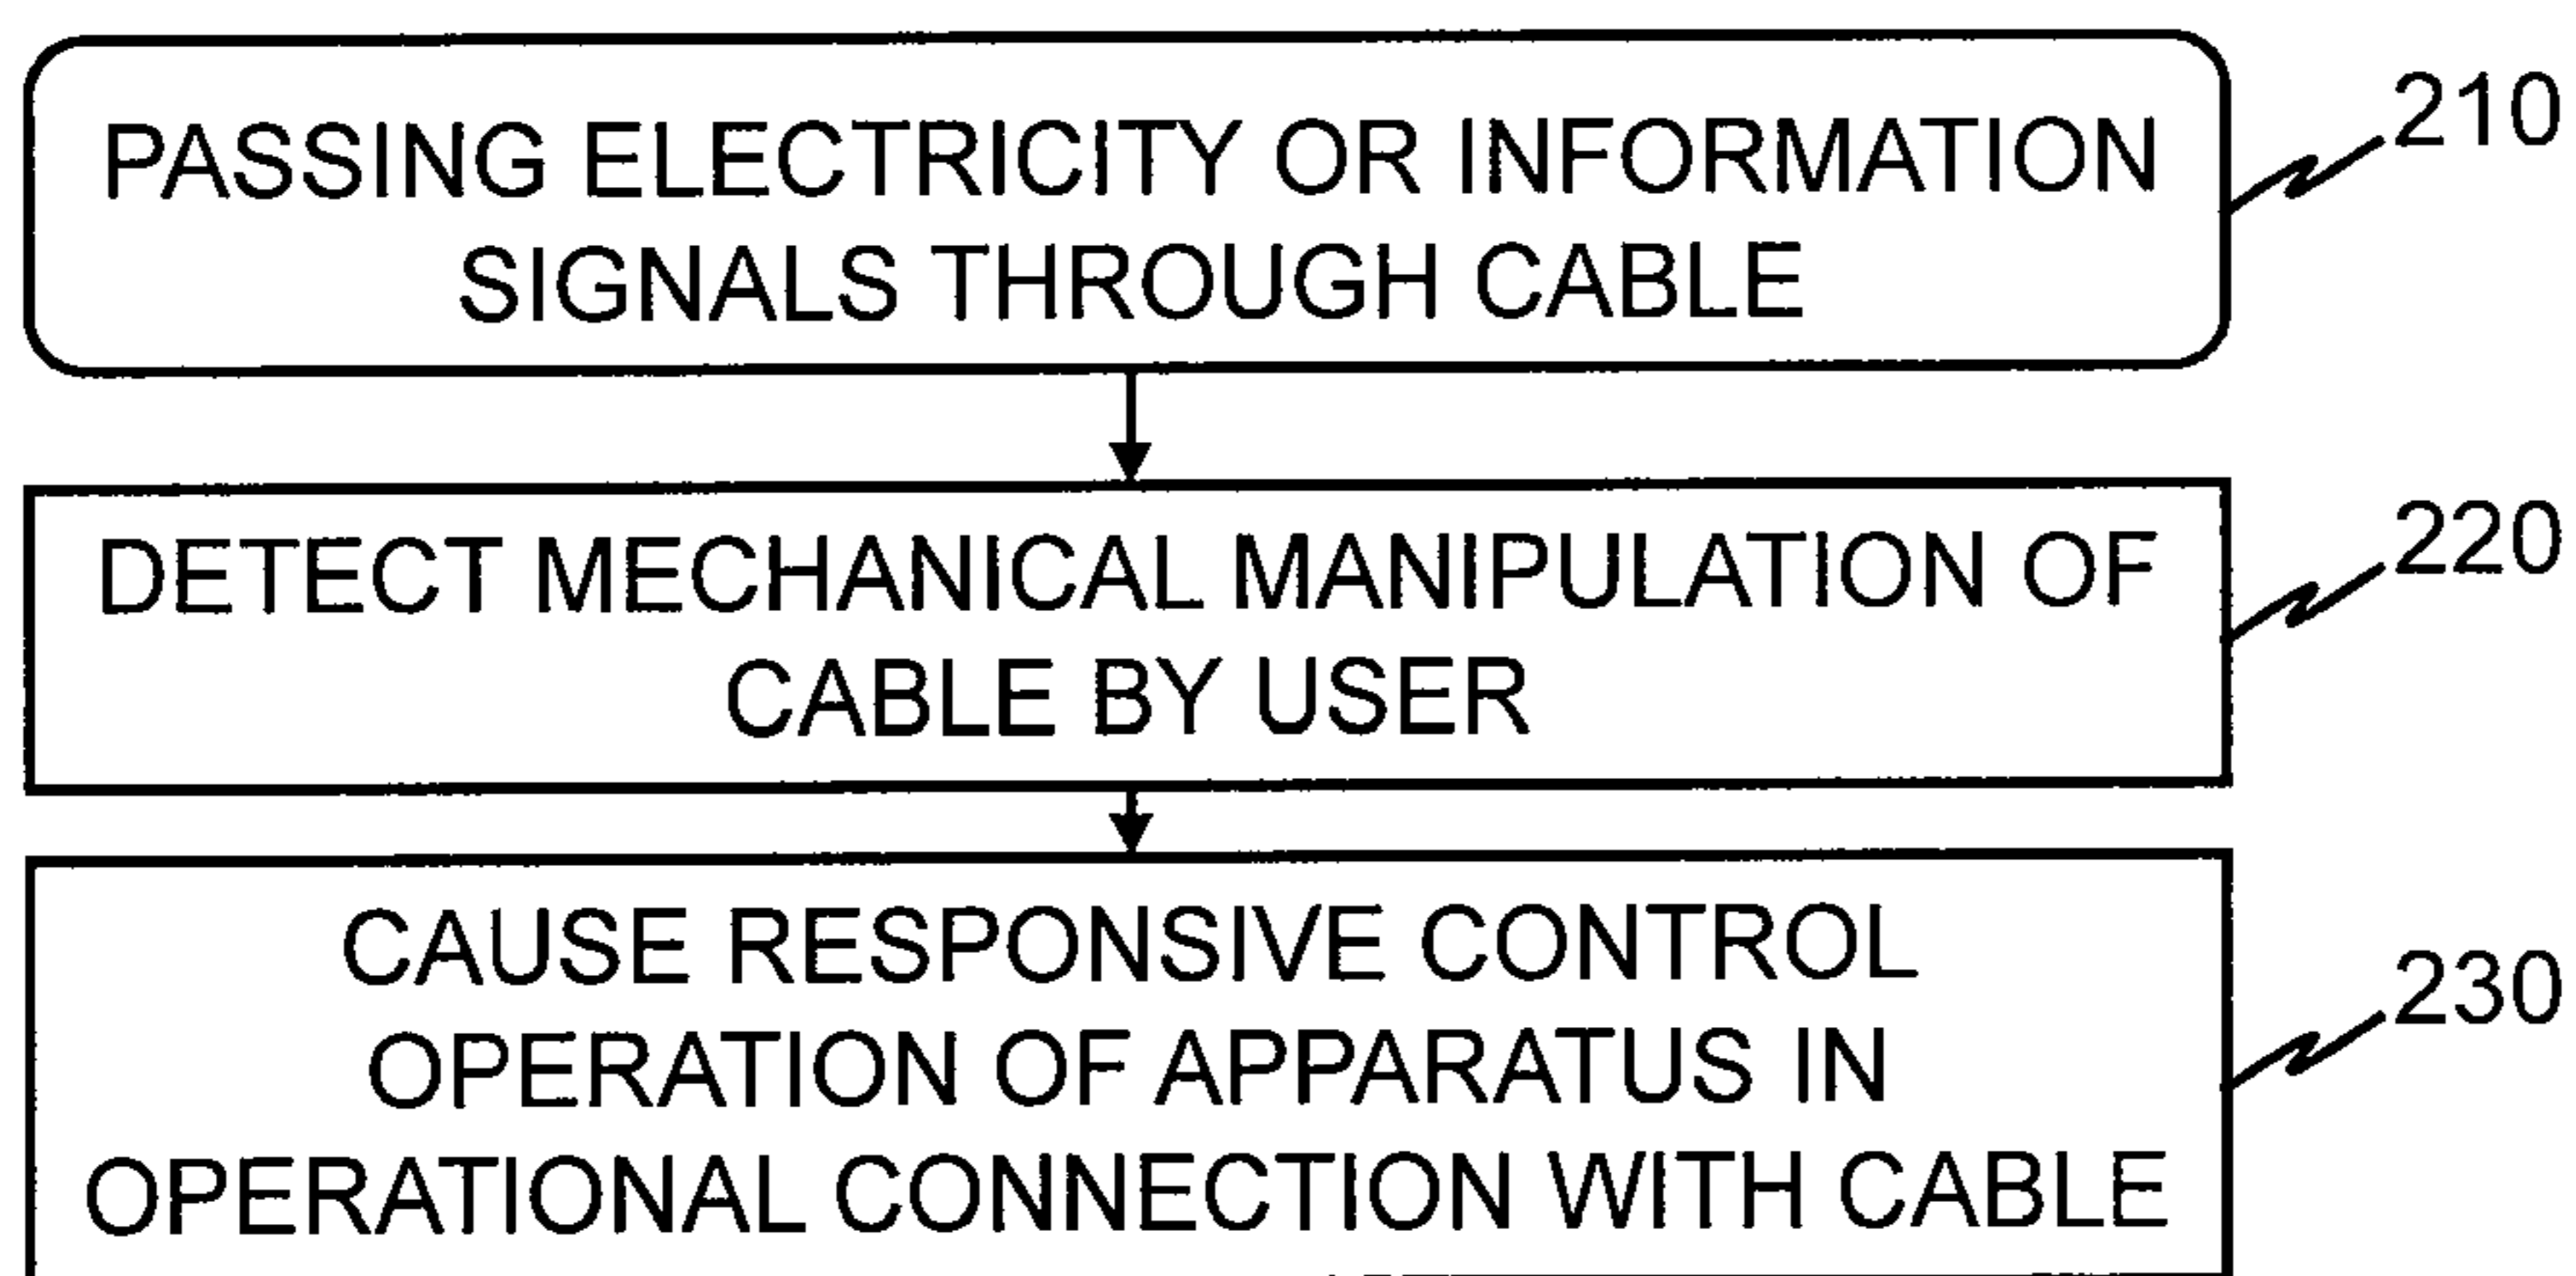 PASSING ELECTRICITY OR INFORMATION
SIGNALS THROUGH CABLE
210
DETECT MECHANICAL MANIPULATION OF
CABLE BY USER
220
CAUSE RESPONSIVE CONTROL
OPERATION OF APPARATUS IN
OPERATIONAL CONNECTION WITH CABLE
230